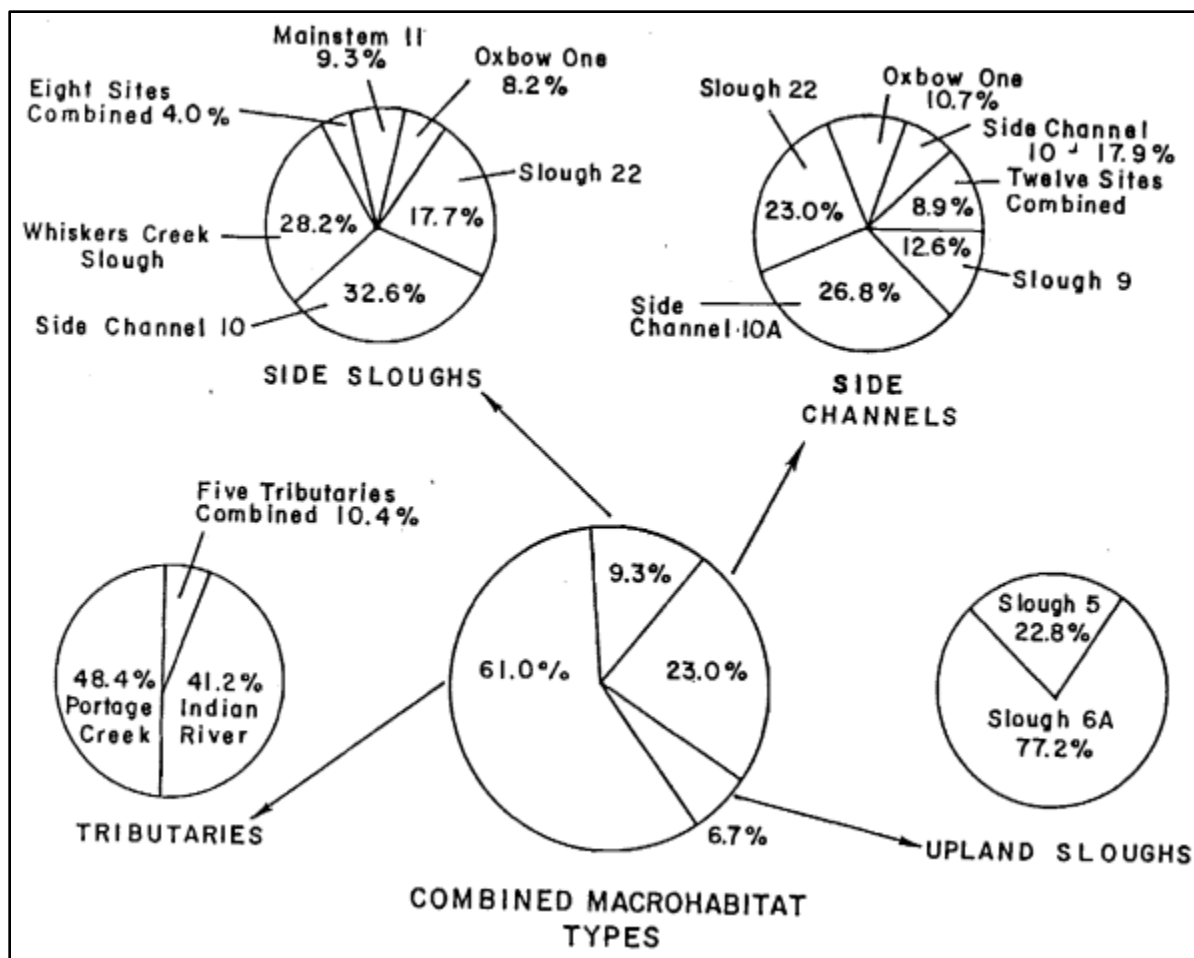 Mainstem 11
9.3%
Oxbow One
8.2%
Eight Sites
Combined 4.0%
Slough 22
17.7%
28.2%
Whiskers Creek
Slough
32.6%
Side Channel 10
SIDE SLOUGHS
Slough 22
Oxbow One
10.7%
Side Channel
10 - 17.9%
Twelve Sites
Combined
8.9%
23.0%
12.6%
Slough 9
26.8%
Side
Channel 10A
SIDE
CHANNELS
Five Tributaries
Combined 10.4%
48.4%
Portage
Creek
41.2%
Indian
River
TRIBUTARIES
9.3%
61.0%
23.0%
6.7%
COMBINED MACROHABITAT
TYPES
Slough 5
22.8%
Slough 6A
77.2%
UPLAND SLOUGHS